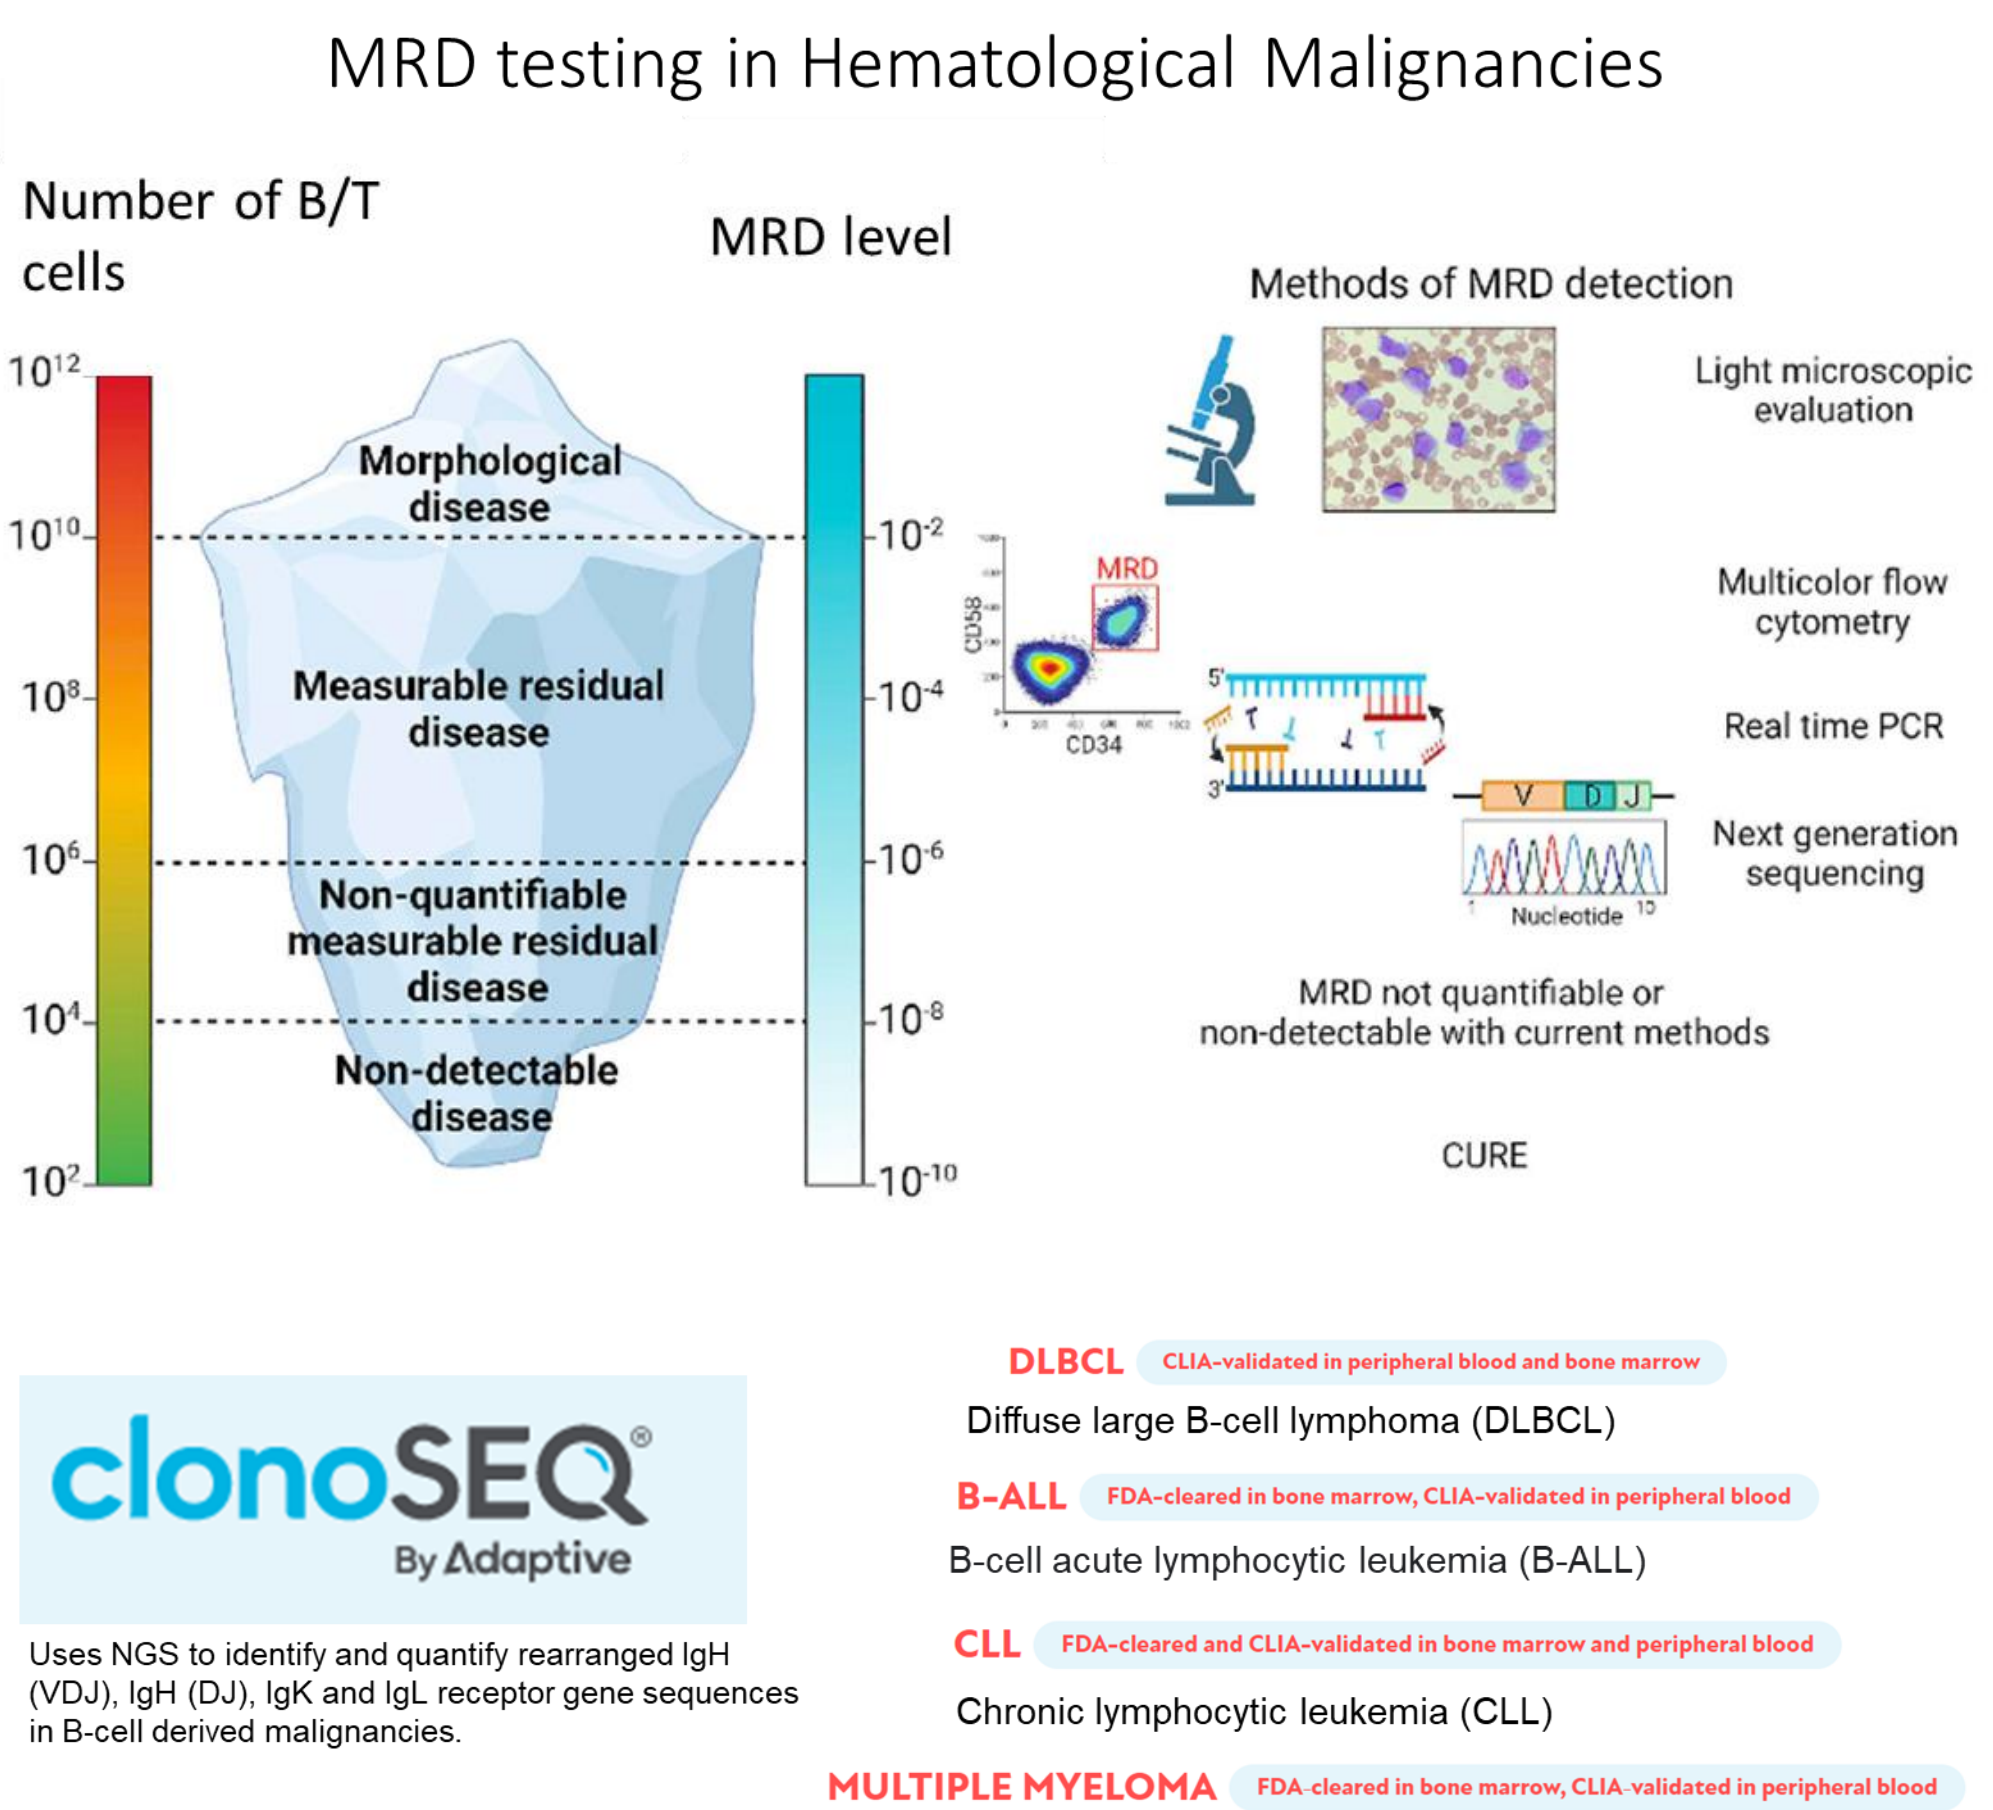 MRD testing in Hematological Malignancies
Number of B/T
cells
MRD level
Methods of MRD detection
10¹²
10¹⁰
10⁸
10⁶
10⁴
10²
Morphological
disease
Measurable residual
disease
Non-quantifiable
measurable residual
disease
Non-detectable
disease
10⁻²
10⁻⁴
10⁻⁶
10⁻⁸
10⁻¹⁰
Light microscopic
evaluation
MRD
CD58
CD34
Multicolor flow
cytometry
5'
3'
Real time PCR
V D J
Nucleotide
1
Next generation
sequencing
MRD not quantifiable or
non-detectable with current methods
CURE
clonoSEQ®
By Adaptive
Uses NGS to identify and quantify rearranged IgH
(VDJ), IgH (DJ), IgK and IgL receptor gene sequences
in B-cell derived malignancies.
DLBCL CLIA-validated in peripheral blood and bone marrow
Diffuse large B-cell lymphoma (DLBCL)
B-ALL FDA-cleared in bone marrow, CLIA-validated in peripheral blood
B-cell acute lymphocytic leukemia (B-ALL)
CLL FDA-cleared and CLIA-validated in bone marrow and peripheral blood
Chronic lymphocytic leukemia (CLL)
MULTIPLE MYELOMA FDA-cleared in bone marrow, CLIA-validated in peripheral blood